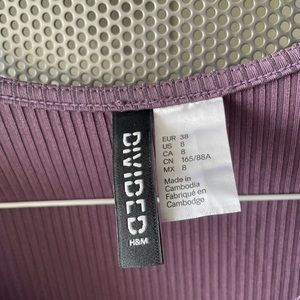 DIVIDED
H&M
EUR 38
US 8
CA 8
CN 165/88A
MX 8
Made in
Cambodia
Fabriqué en
Cambodge